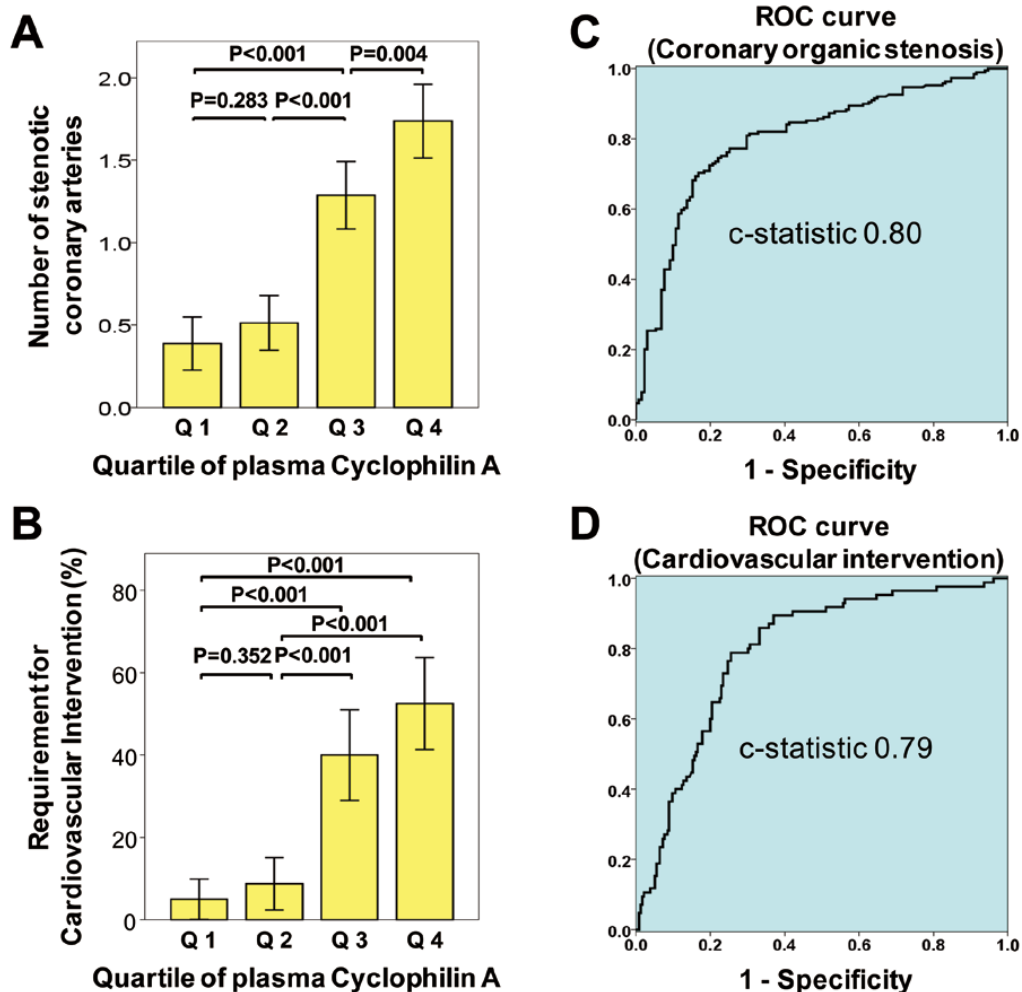 A
P<0.001
P=0.004
P=0.283
P<0.001
2.0
1.5
1.0
0.5
0.0
Number of stenotic
coronary arteries
Q 1 Q 2 Q 3 Q 4
Quartile of plasma Cyclophilin A
C
ROC curve
(Coronary organic stenosis)
1.0
0.8
0.6
0.4
0.2
0.0
c-statistic 0.80
0.0 0.2 0.4 0.6 0.8 1.0
1 - Specificity
B
P<0.001
P<0.001
P<0.001
P=0.352
P<0.001
80
60
40
20
0
Requirement for
Cardiovascular Intervention (%)
Q 1 Q 2 Q 3 Q 4
Quartile of plasma Cyclophilin A
D
ROC curve
(Cardiovascular intervention)
1.0
0.8
0.6
0.4
0.2
0.0
c-statistic 0.79
0.0 0.2 0.4 0.6 0.8 1.0
1 - Specificity